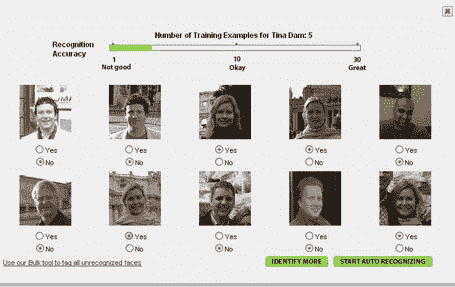 Number of Training Examples for Tina Dam: 5
Recognition Accuracy
1 10 30
Not good Okay Great
Yes Yes Yes Yes Yes
No No No No No
Yes Yes Yes Yes Yes
No No No No No
Use our Bulk tool to tag all unrecognized faces
IDENTIFY MORE START AUTO RECOGNIZING